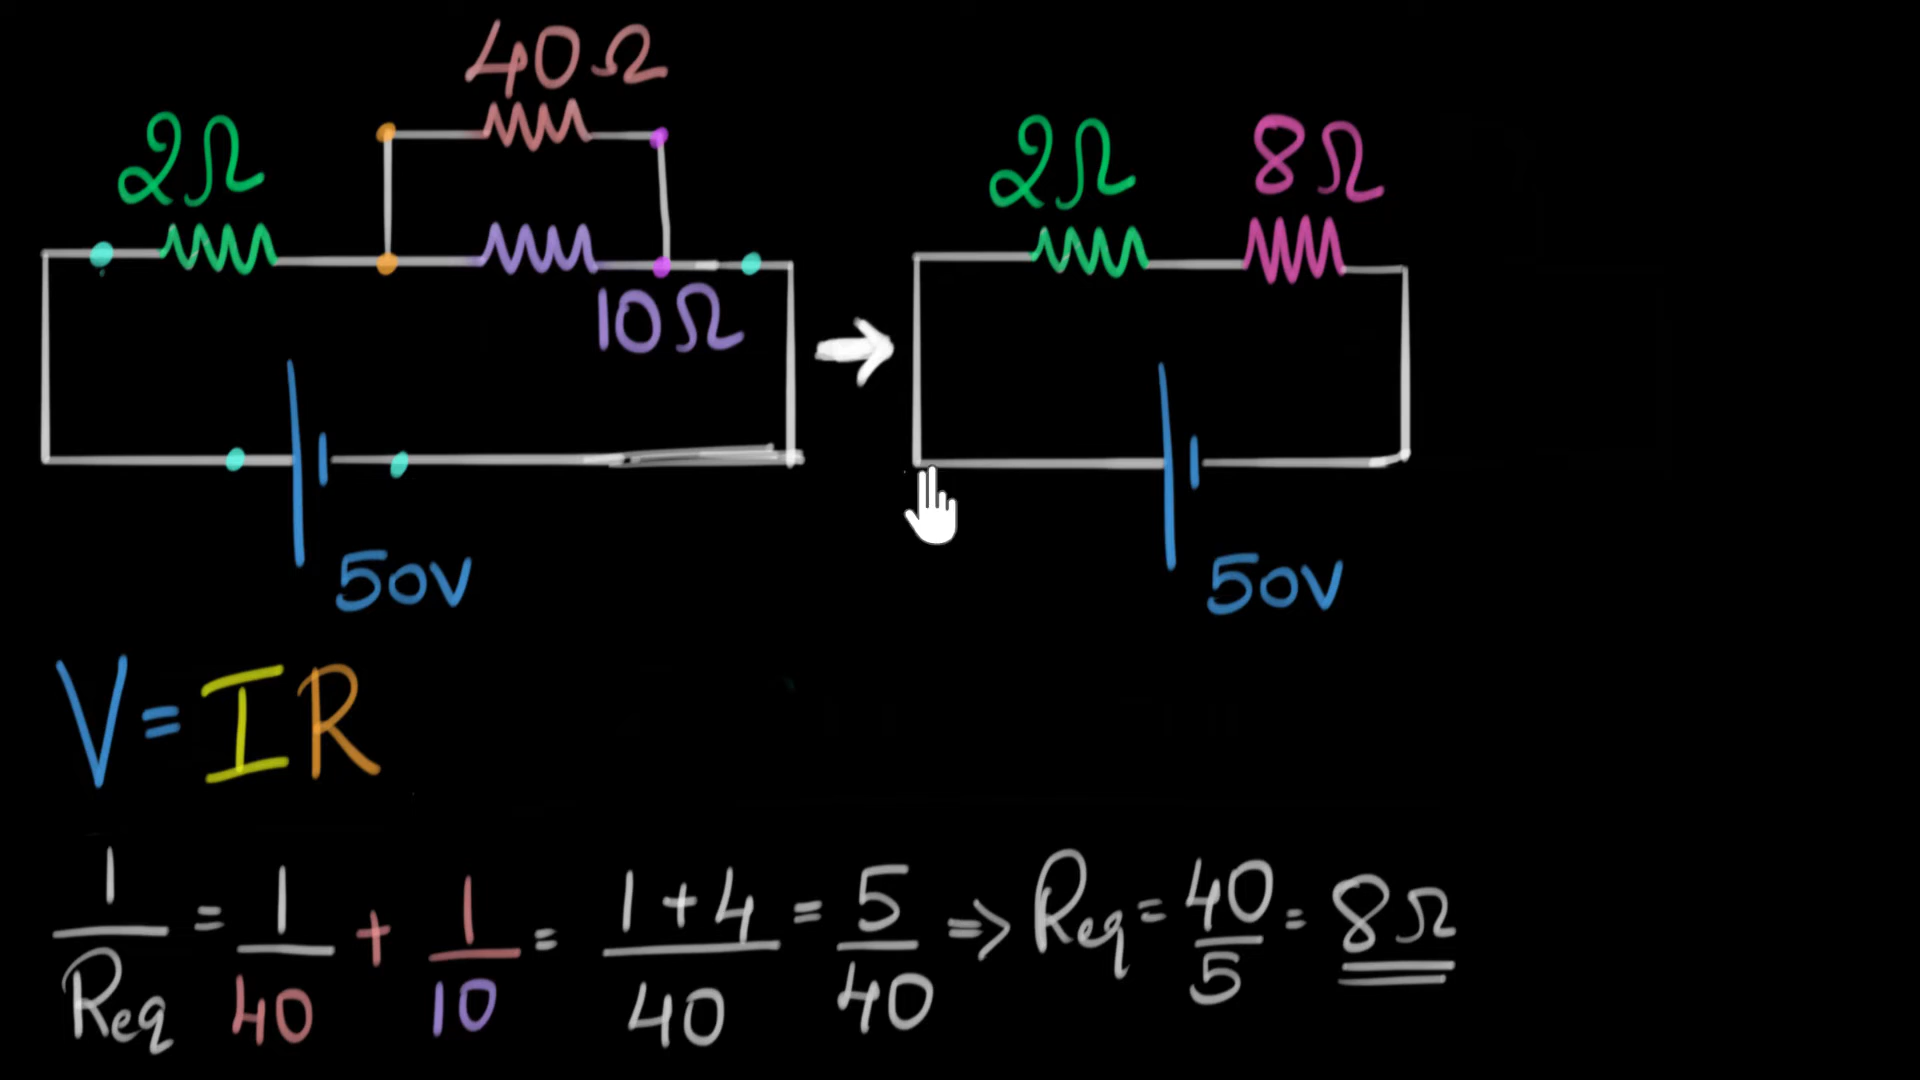 40Ω
2Ω
10Ω
50V
2Ω 8Ω
50V
V = IR
1/Req = 1/40 + 1/10 = 1+4/40 = 5/40 ⇒ Req = 40/5 = 8Ω